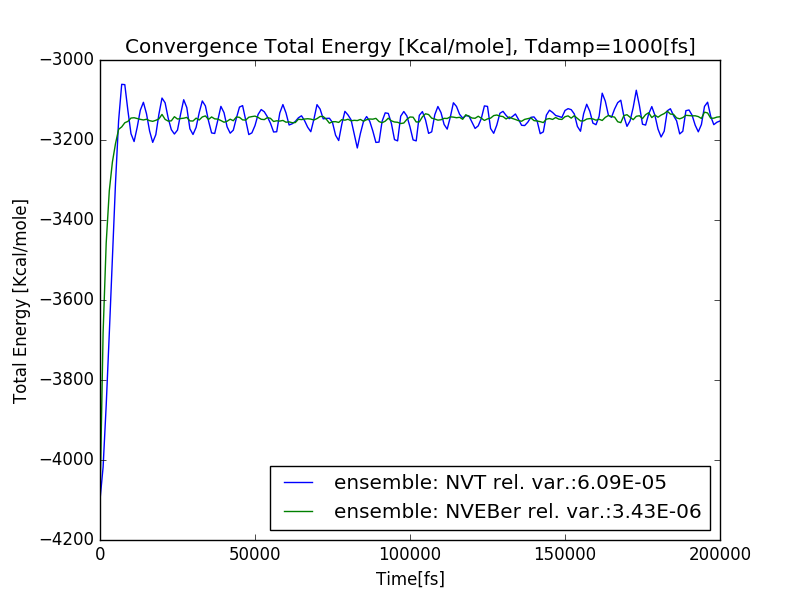 Convergence Total Energy [Kcal/mole], Tdamp=1000[fs]
Total Energy [Kcal/mole]
−3000
−3200
−3400
−3600
−3800
−4000
−4200
ensemble: NVT rel. var.:6.09E-05
ensemble: NVEBer rel. var.:3.43E-06
0 50000 100000 150000 200000
Time[fs]